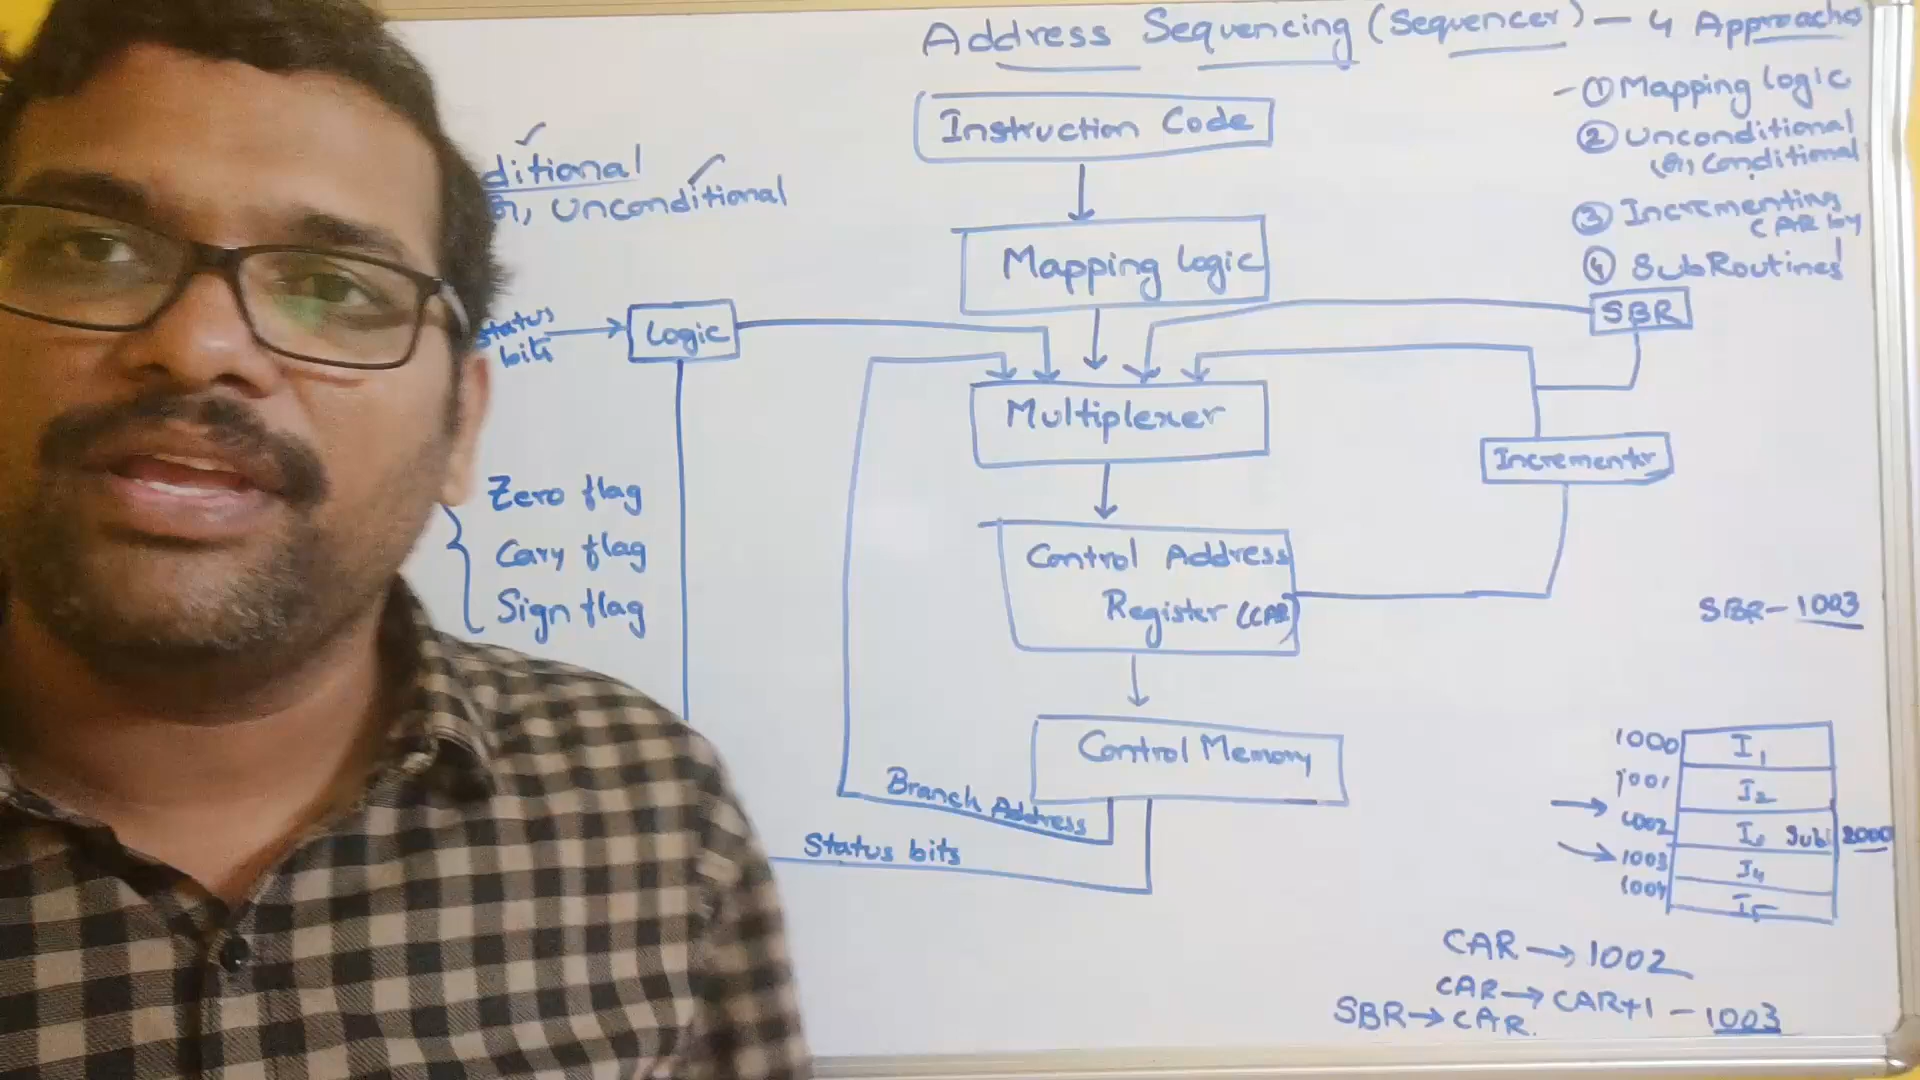 Address Sequencing (Sequencer) — 4 Approaches
① Mapping logic
② Unconditional
(or) Conditional
③ Incrementing
CAR by 1
④ SubRoutines
Instruction Code
ditional
or, Unconditional
Mapping logic
SBR
Status
bits
Logic
Multiplexer
Incrementer
Zero flag
Cary flag
Sign flag
Control Address
Register (CAR)
SBR - 1003
Control Memory
Branch Address
Status bits
1000 I1
1001 I2
1002 Sub 2000
1003 I4
1004 I5
CAR → 1002
CAR → CAR+1 - 1003
SBR → CAR.